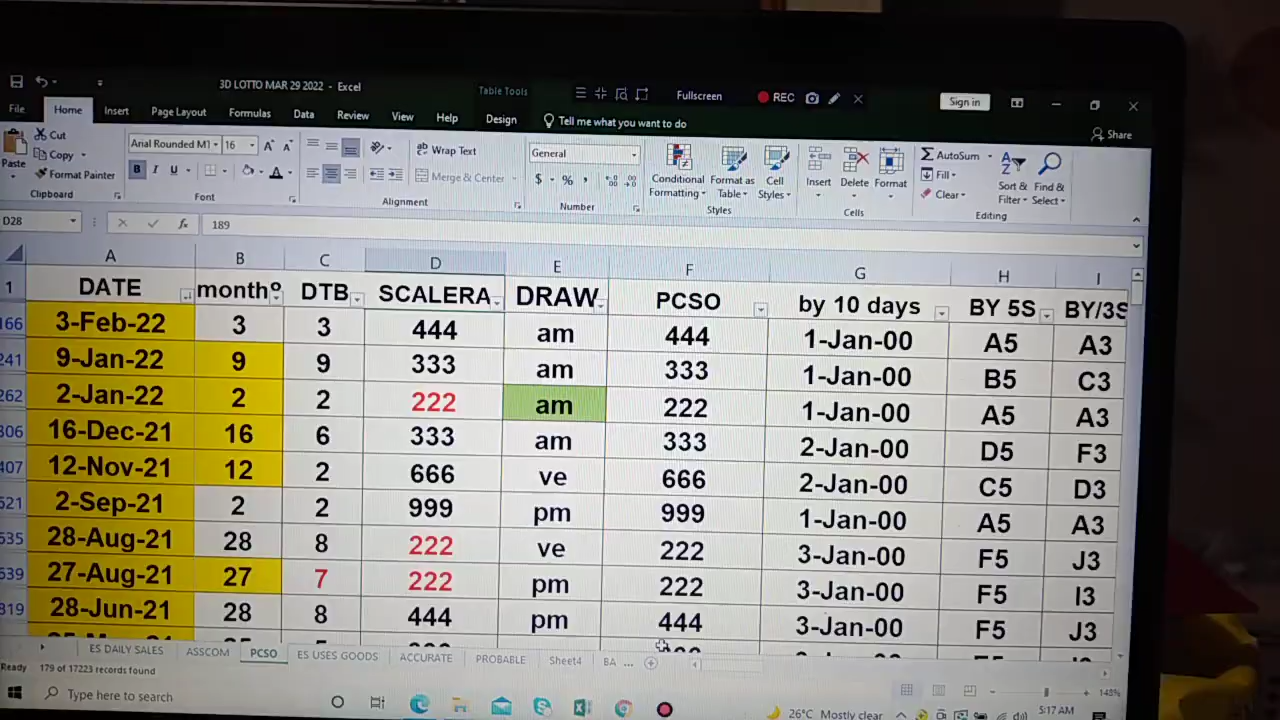 3D LOTTO MAR 29 2022 - Excel
Table Tools
Fullscreen
REC
Sign in
File Home Insert Page Layout Formulas Data Review View Help Design Tell me what you want to do
Share
Paste
Cut
Copy
Format Painter
Clipboard
16
B I U
A
Font
Wrap Text
Merge & Center
Alignment
General
$ % ,
Number
Conditional Formatting
Format as Table
Cell Styles
Styles
Insert Delete Format
Cells
AutoSum
Fill
Clear
Sort & Filter
Find & Select
Editing
D28 fx 189
A B C D E F G H I
1 DATE month DTB SCALERA DRAW PCSO by 10 days BY 5S BY/3S
166 3-Feb-22 3 3 444 am 444 1-Jan-00 A5 A3
241 9-Jan-22 9 9 333 am 333 1-Jan-00 B5 C3
262 2-Jan-22 2 2 222 am 222 1-Jan-00 A5 A3
306 16-Dec-21 16 6 333 am 333 2-Jan-00 D5 F3
407 12-Nov-21 12 2 666 ve 666 2-Jan-00 C5 D3
621 2-Sep-21 2 2 999 pm 999 1-Jan-00 A5 A3
635 28-Aug-21 28 8 222 ve 222 3-Jan-00 F5 J3
639 27-Aug-21 27 7 222 pm 222 3-Jan-00 F5 I3
819 28-Jun-21 28 8 444 pm 444 3-Jan-00 F5 J3
ES DAILY SALES ASSCOM PCSO ES USES GOODS ACCURATE PROBABLE Sheet4 BA ...
Ready 179 of 17223 records found
148%
Type here to search
26°C Mostly clear
5:17 AM